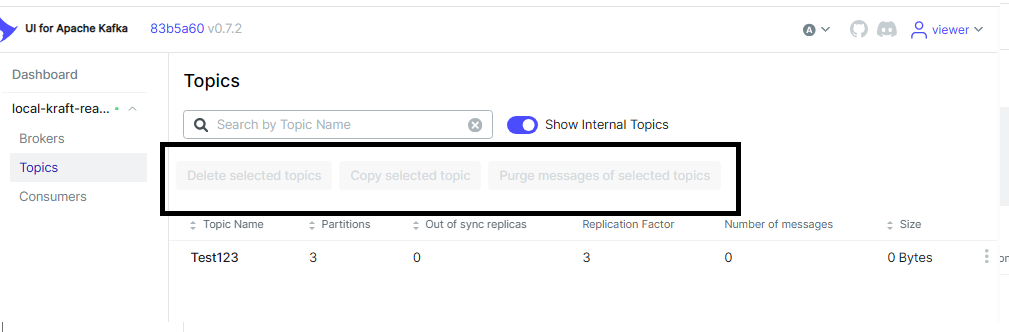 UI for Apache Kafka 83b5a60 v0.7.2 A viewer
Dashboard
local-kraft-rea...
Brokers
Topics
Consumers
Topics
Search by Topic Name Show Internal Topics
Delete selected topics Copy selected topic Purge messages of selected topics
Topic Name Partitions Out of sync replicas Replication Factor Number of messages Size
Test123 3 0 3 0 0 Bytes